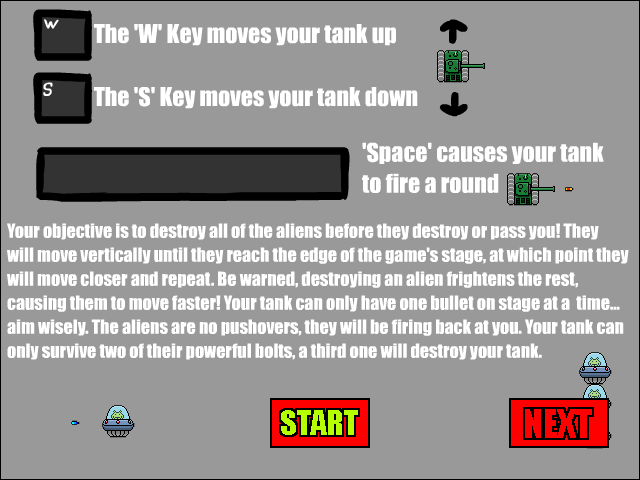 W
The 'W' Key moves your tank up
S
The 'S' Key moves your tank down
'Space' causes your tank
to fire a round
Your objective is to destroy all of the aliens before they destroy or pass you! They
will move vertically until they reach the edge of the game's stage, at which point they
will move closer and repeat. Be warned, destroying an alien frightens the rest,
causing them to move faster! Your tank can only have one bullet on stage at a time...
aim wisely. The aliens are no pushovers, they will be firing back at you. Your tank can
only survive two of their powerful bolts, a third one will destroy your tank.
START
NEXT